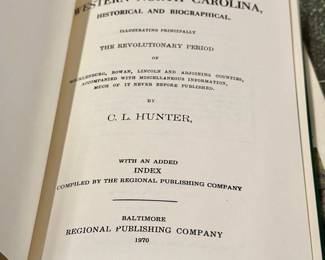 WESTERN NORTH CAROLINA,
HISTORICAL AND BIOGRAPHICAL,
ILLUSTRATING PRINCIPALLY
THE REVOLUTIONARY PERIOD
OF
MECKLENBURG, ROWAN, LINCOLN AND ADJOINING COUNTIES,
ACCOMPANIED WITH MISCELLANEOUS INFORMATION,
MUCH OF IT NEVER BEFORE PUBLISHED.
BY
C. L. HUNTER,
WITH AN ADDED
INDEX
COMPILED BY THE REGIONAL PUBLISHING COMPANY
BALTIMORE
REGIONAL PUBLISHING COMPANY
1970